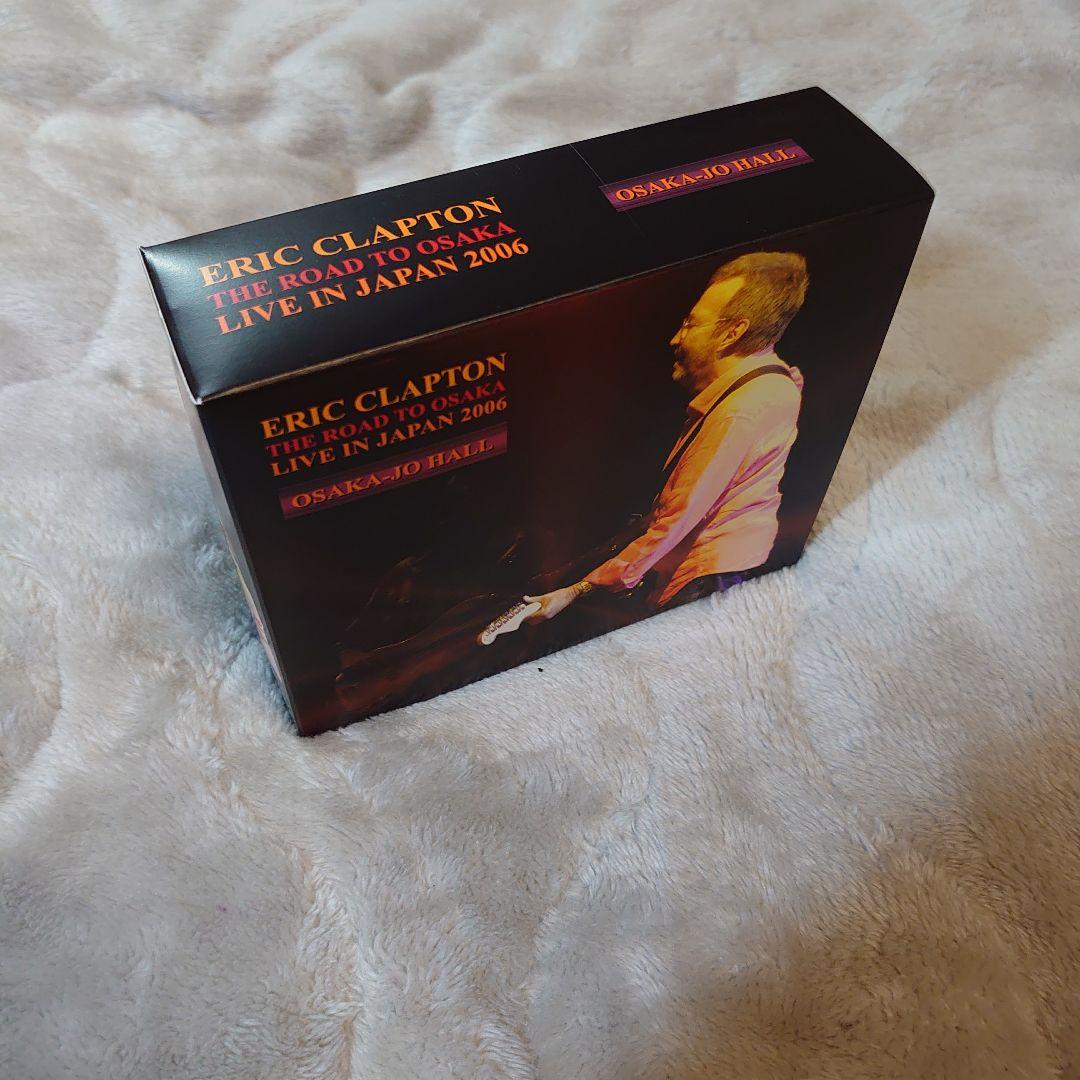 ERIC CLAPTON
THE ROAD TO OSAKA
LIVE IN JAPAN 2006
OSAKA-JO HALL
ERIC CLAPTON
THE ROAD TO OSAKA
LIVE IN JAPAN 2006
OSAKA-JO HALL